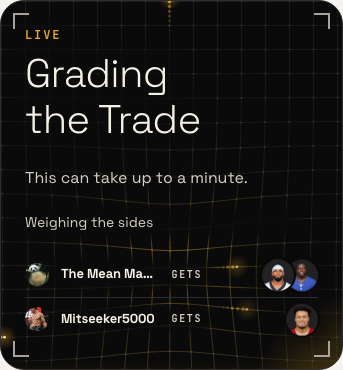 LIVE
Grading
the Trade
This can take up to a minute.
Weighing the sides
The Mean Ma... GETS
Mitseeker5000 GETS